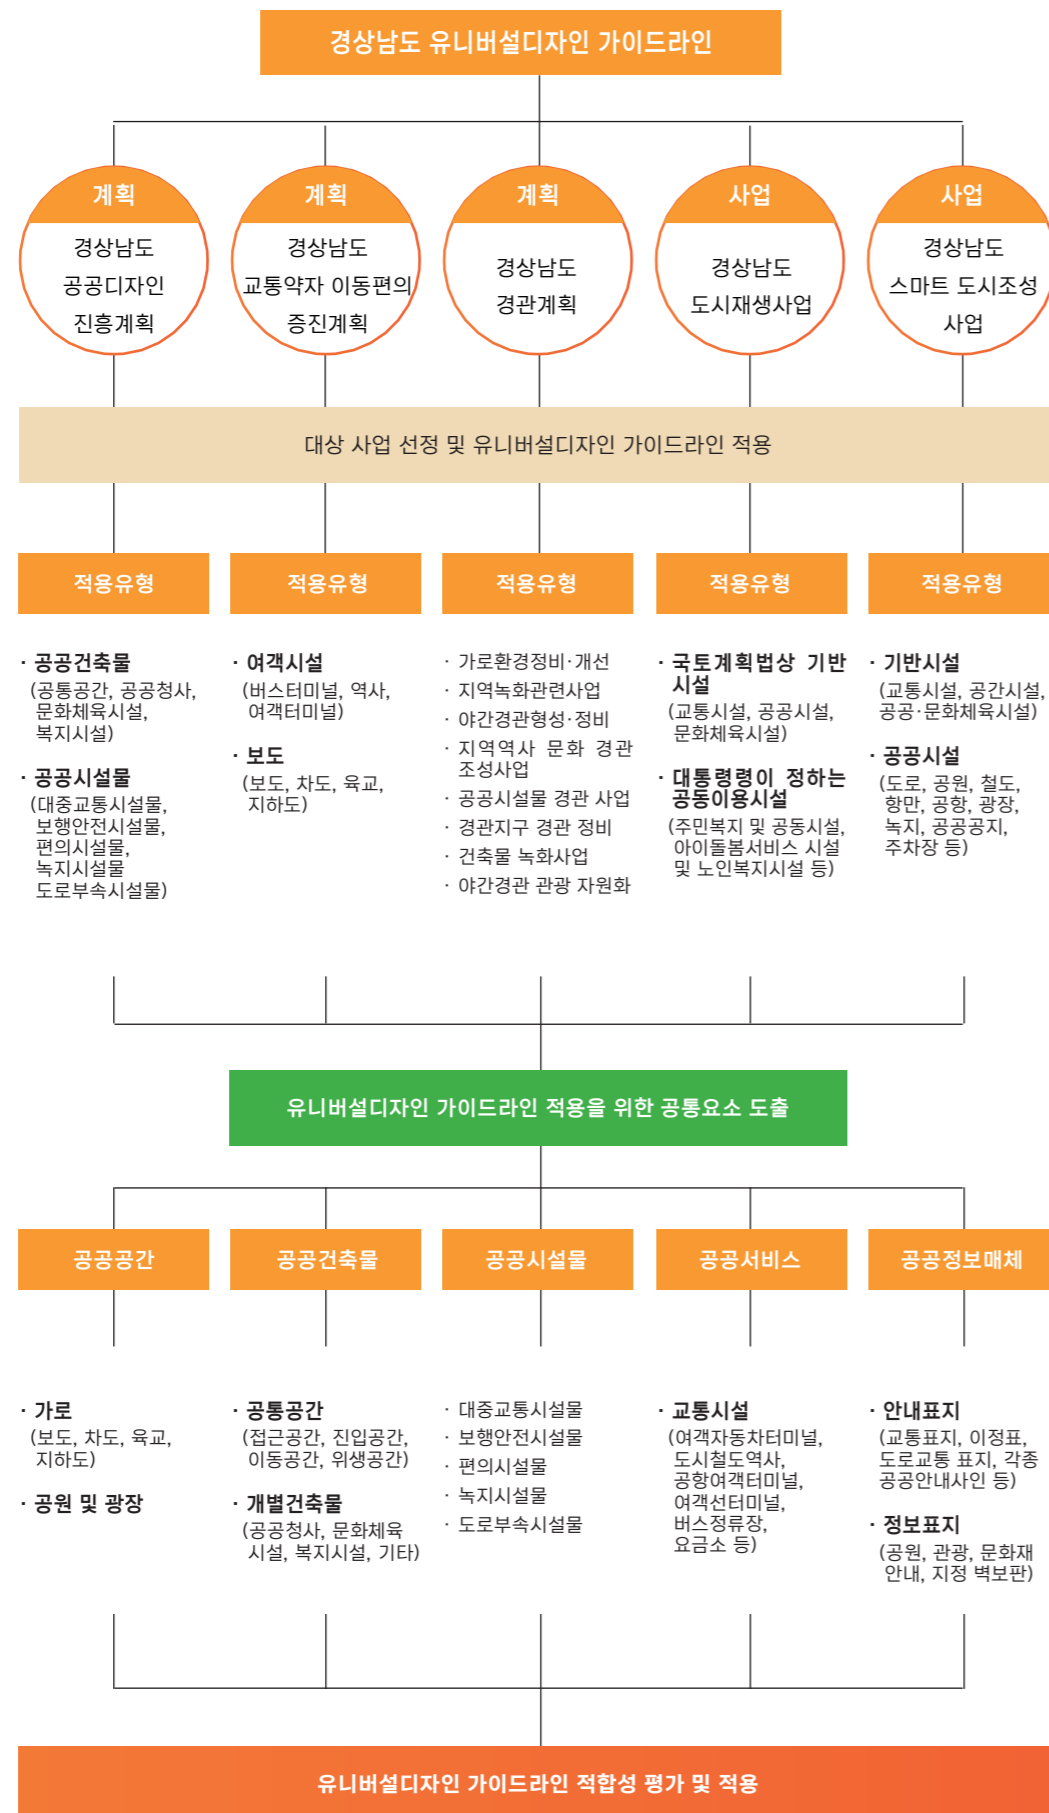 경상남도 유니버설디자인 가이드라인
계획
경상남도
공공디자인
진흥계획
계획
경상남도
교통약자 이동편의
증진계획
계획
경상남도
경관계획
사업
경상남도
도시재생사업
사업
경상남도
스마트 도시조성
사업
대상 사업 선정 및 유니버설디자인 가이드라인 적용
적용유형
· 공공건축물
(공통공간, 공공청사,
문화체육시설,
복지시설)
· 공공시설물
(대중교통시설물,
보행안전시설물,
편의시설물,
녹지시설물
도로부속시설물)
적용유형
· 여객시설
(버스터미널, 역사,
여객터미널)
· 보도
(보도, 차도, 육교,
지하도)
적용유형
· 가로환경정비·개선
· 지역녹화관련사업
· 야간경관형성·정비
· 지역역사 문화 경관
조성사업
· 공공시설물 경관 사업
· 경관지구 경관 정비
· 건축물 녹화사업
· 야간경관 관광 자원화
적용유형
· 국토계획법상 기반
시설
(교통시설, 공공시설,
문화체육시설)
· 대통령령이 정하는
공동이용시설
(주민복지 및 공동시설,
아이돌봄서비스 시설
및 노인복지시설 등)
적용유형
· 기반시설
(교통시설, 공간시설,
공공·문화체육시설)
· 공공시설
(도로, 공원, 철도,
항만, 공항, 광장,
녹지, 공공공지,
주차장 등)
유니버설디자인 가이드라인 적용을 위한 공통요소 도출
공공공간
· 가로
(보도, 차도, 육교,
지하도)
· 공원 및 광장
공공건축물
· 공통공간
(접근공간, 진입공간,
이동공간, 위생공간)
· 개별건축물
(공공청사, 문화체육
시설, 복지시설, 기타)
공공시설물
· 대중교통시설물
· 보행안전시설물
· 편의시설물
· 녹지시설물
· 도로부속시설물
공공서비스
· 교통시설
(여객자동차터미널,
도시철도역사,
공항여객터미널,
여객선터미널,
버스정류장,
요금소 등)
공공정보매체
· 안내표지
(교통표지, 이정표,
도로교통 표지, 각종
공공안내사인 등)
· 정보표지
(공원, 관광, 문화재
안내, 지정 벽보판)
유니버설디자인 가이드라인 적합성 평가 및 적용